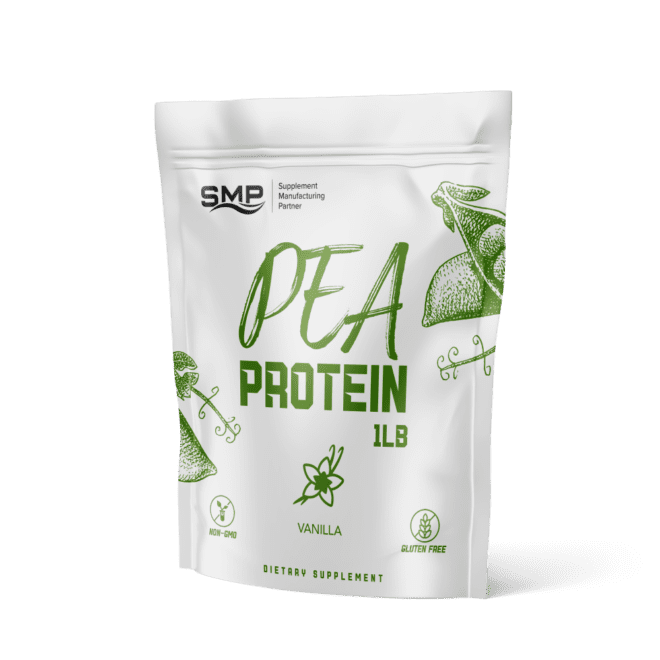 SMP
Supplement
Manufacturing
Partner
PEA
PROTEIN
1LB
VANILLA
NON-GMO
GLUTEN FREE
DIETARY SUPPLEMENT